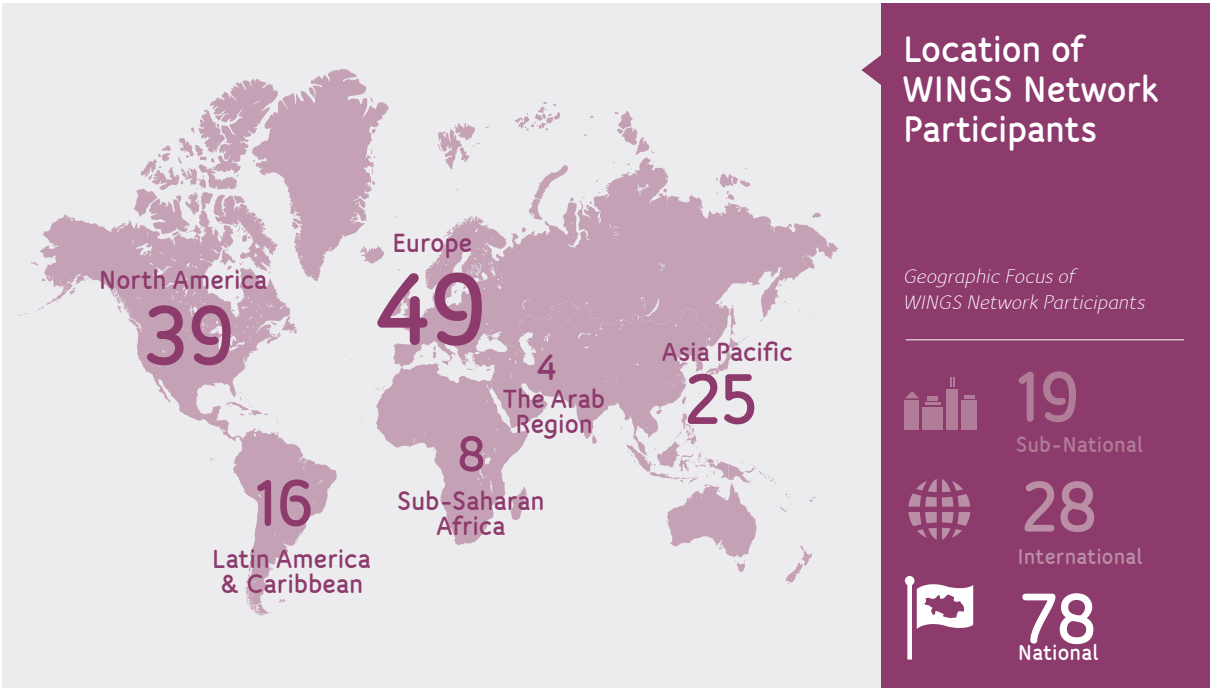 Location of
WINGS Network
Participants
Geographic Focus of
WINGS Network Participants
19
Sub-National
28
International
78
National
North America
39
Europe
49
Asia Pacific
25
4
The Arab
Region
8
Sub-Saharan
Africa
16
Latin America
& Caribbean